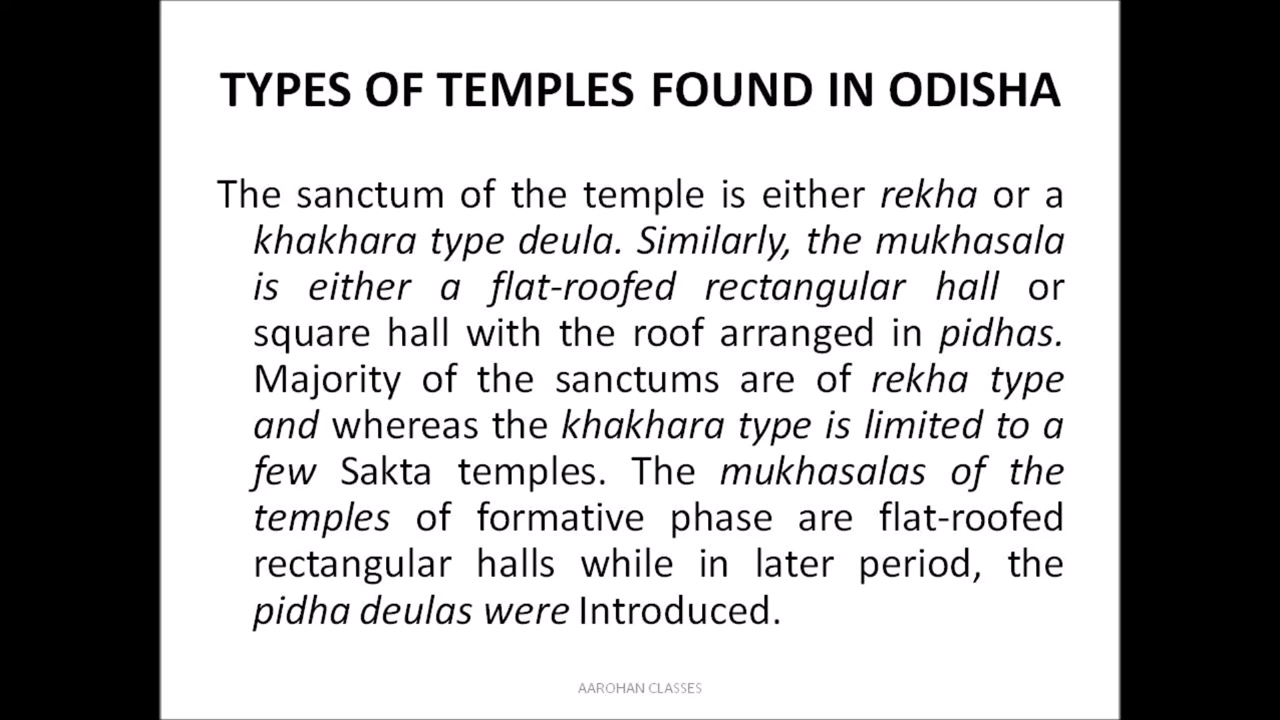 TYPES OF TEMPLES FOUND IN ODISHA
The sanctum of the temple is either rekha or a
khakhara type deula. Similarly, the mukhasala
is either a flat-roofed rectangular hall or
square hall with the roof arranged in pidhas.
Majority of the sanctums are of rekha type
and whereas the khakhara type is limited to a
few Sakta temples. The mukhasalas of the
temples of formative phase are flat-roofed
rectangular halls while in later period, the
pidha deulas were Introduced.
AAROHAN CLASSES